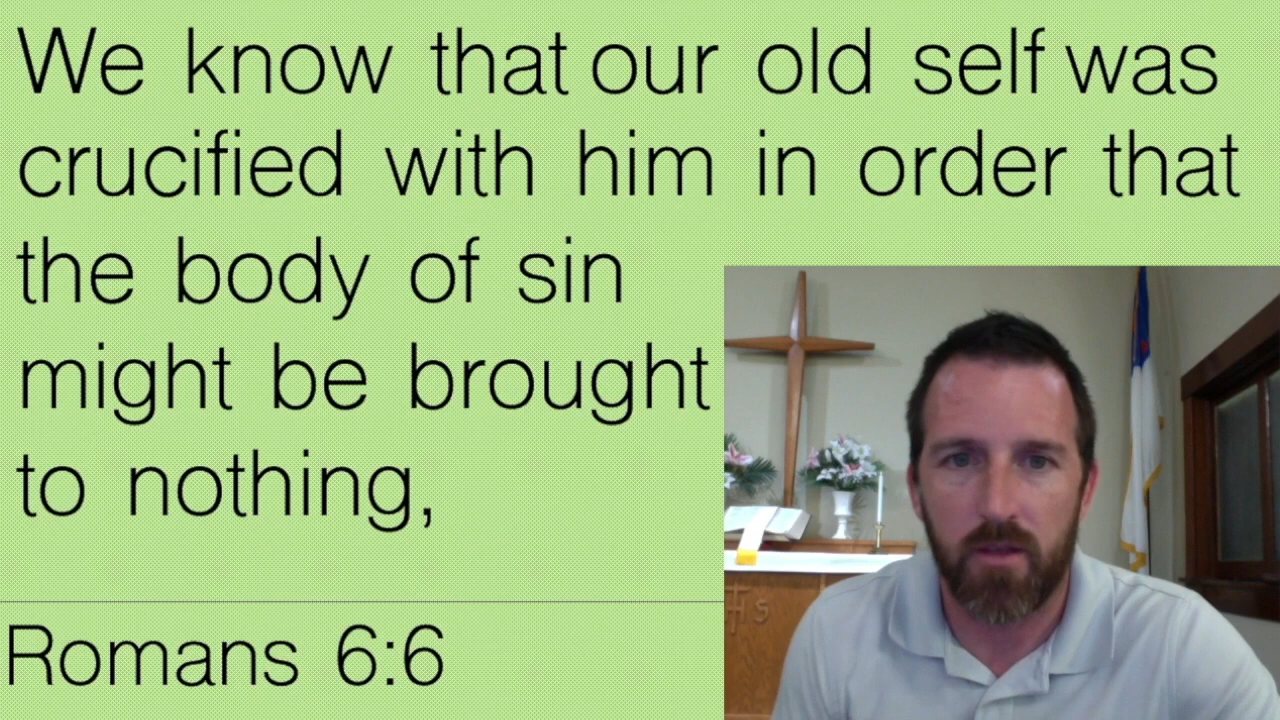 We know that our old self was
crucified with him in order that
the body of sin
might be brought
to nothing,
Romans 6:6